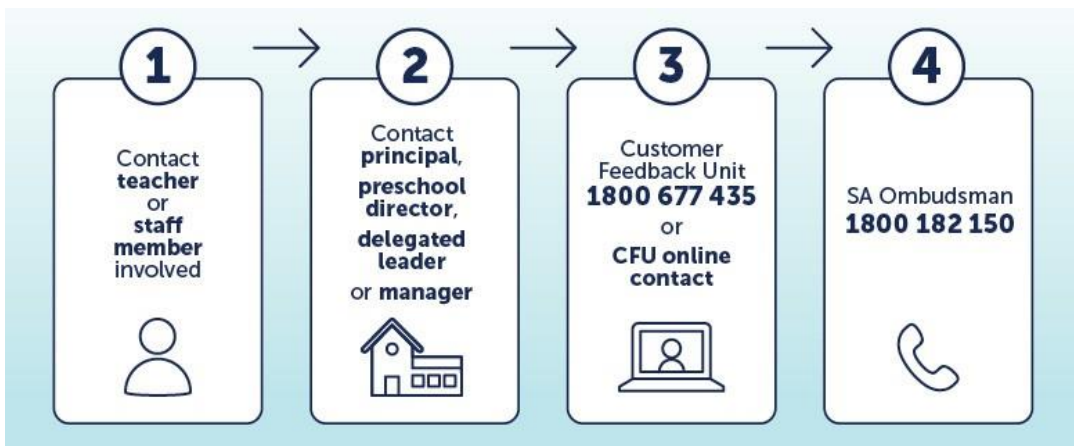 1
Contact
teacher
or
staff
member
involved
2
Contact
principal,
preschool
director,
delegated
leader
or manager
3
Customer
Feedback Unit
1800 677 435
or
CFU online
contact
4
SA Ombudsman
1800 182 150